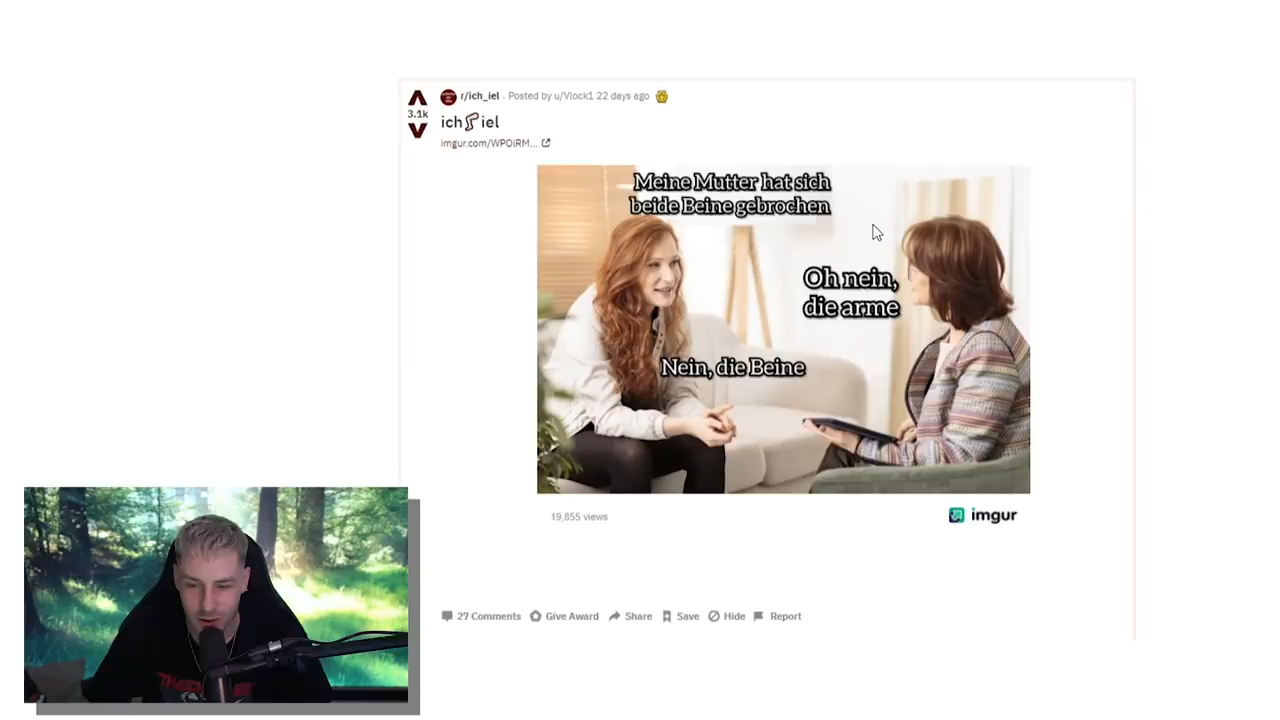 r/ich_iel · Posted by u/Vlock1 22 days ago
3.1k
ich🦵iel
imgur.com/WPOlRM...
Meine Mutter hat sich
beide Beine gebrochen
Oh nein,
die arme
Nein, die Beine
19,855 views
imgur
27 Comments Give Award Share Save Hide Report